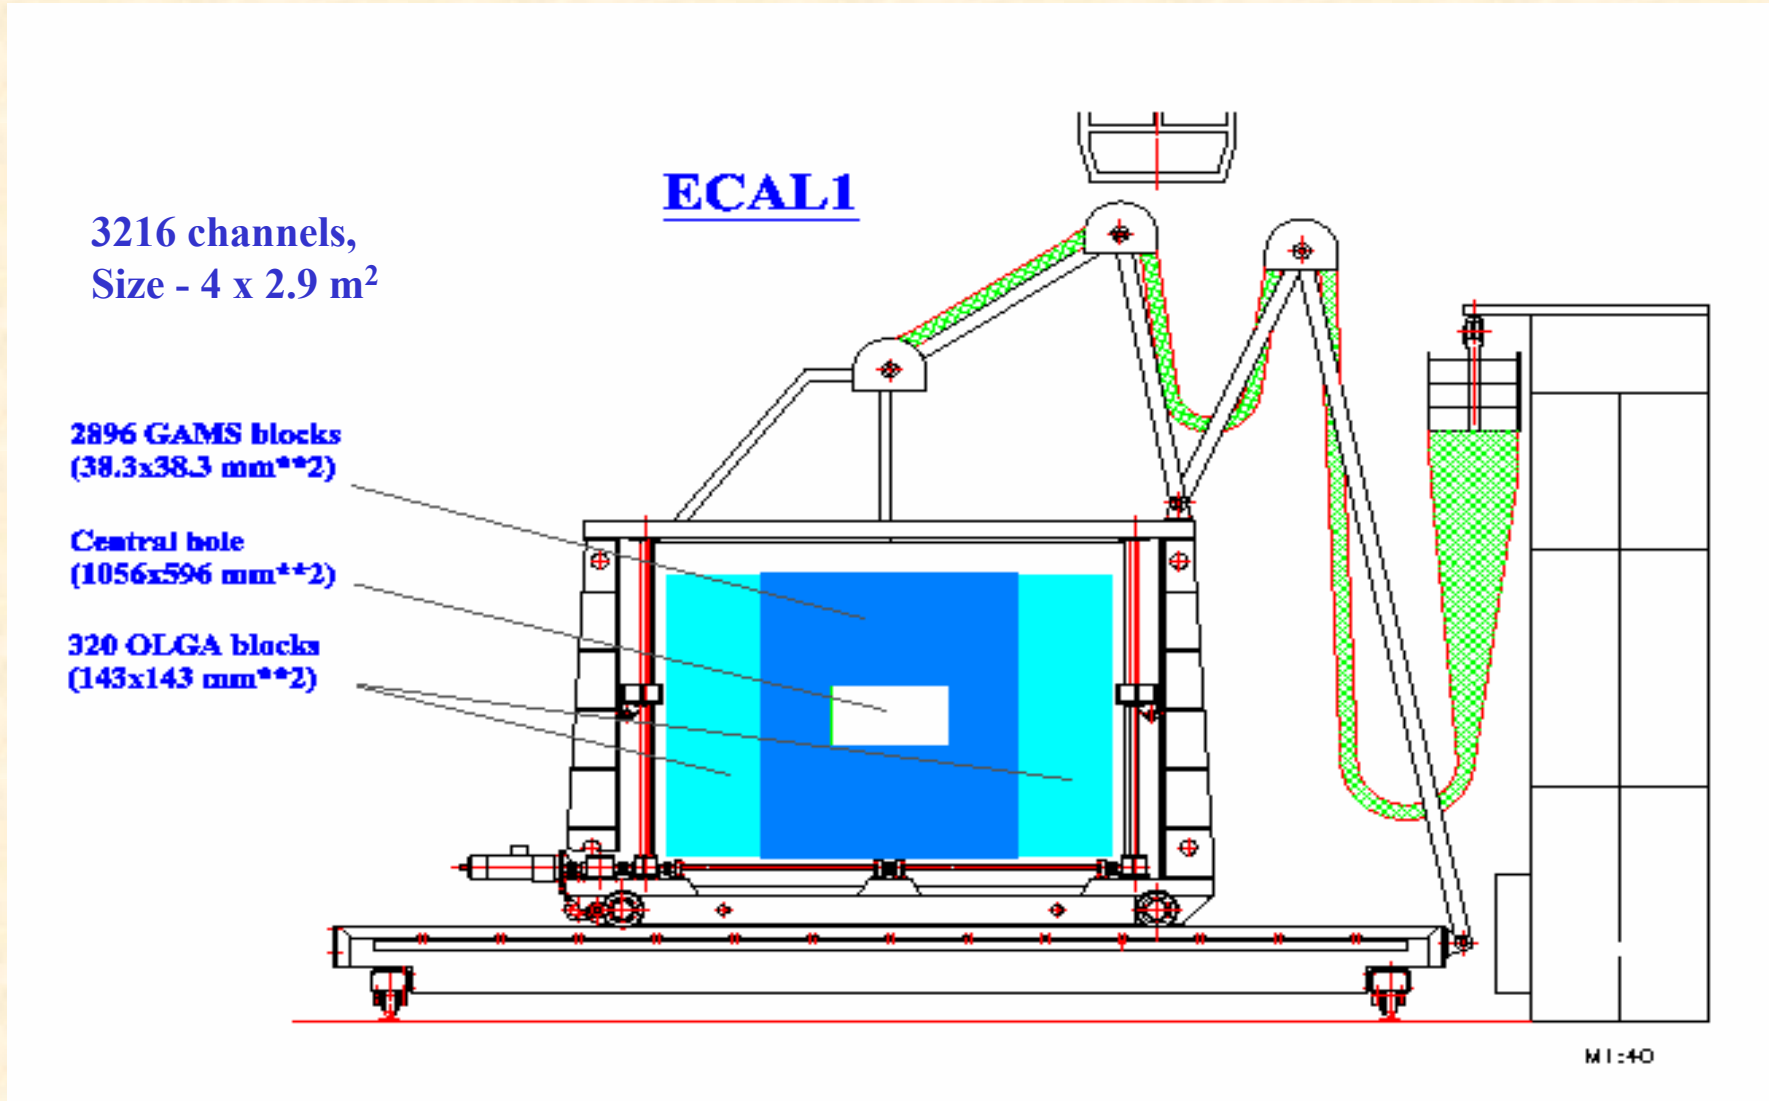 ECAL1
3216 channels,
Size - 4 x 2.9 m²
2896 GAMS blocks
(38.3x38.3 mm**2)
Central hole
(1056x596 mm**2)
320 OLGA blocks
(143x143 mm**2)
M1:40